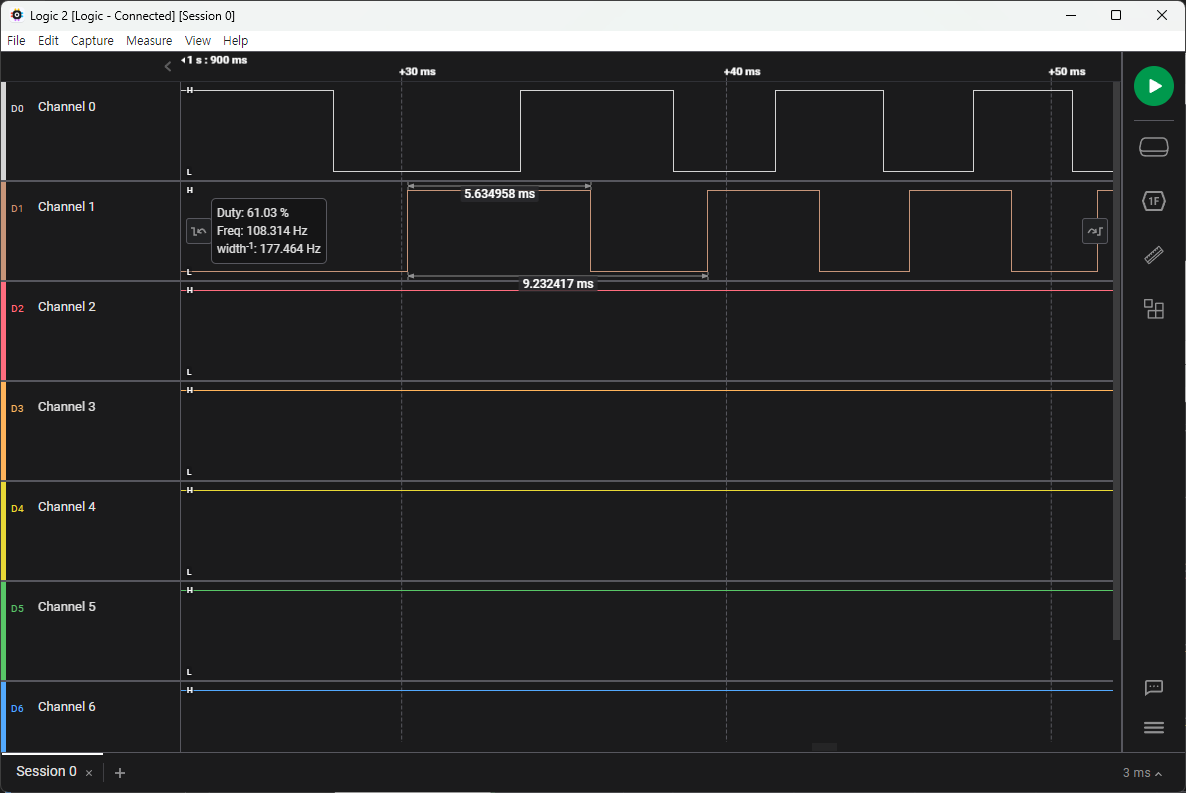 Logic 2 [Logic - Connected] [Session 0]
File Edit Capture Measure View Help
1 s : 900 ms
+30 ms +40 ms +50 ms
D0 Channel 0
H
L
D1 Channel 1
H
L
5.634958 ms
Duty: 61.03 %
Freq: 108.314 Hz
width-1: 177.464 Hz
9.232417 ms
1F
D2 Channel 2
H
L
D3 Channel 3
H
L
D4 Channel 4
H
L
D5 Channel 5
H
L
D6 Channel 6
H
Session 0 × +
3 ms